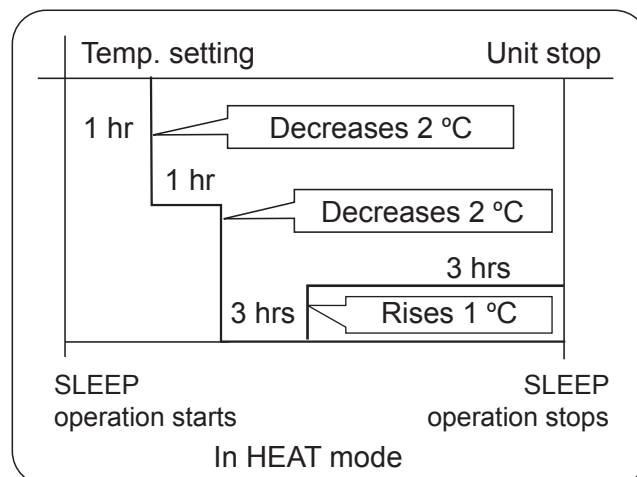 Temp. setting
Unit stop
1 hr
Decreases 2 ºC
1 hr
Decreases 2 ºC
3 hrs
3 hrs
Rises 1 ºC
SLEEP
operation starts
SLEEP
operation stops
In HEAT mode